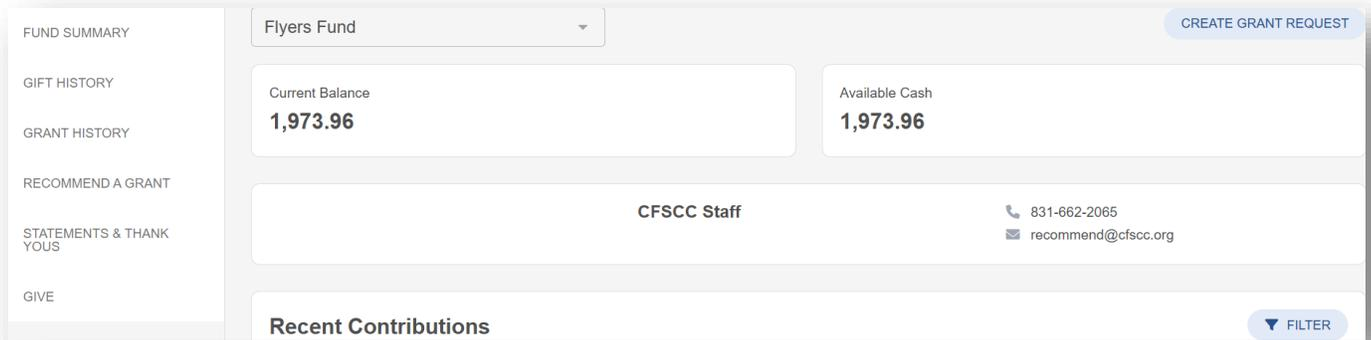 FUND SUMMARY
GIFT HISTORY
GRANT HISTORY
RECOMMEND A GRANT
STATEMENTS & THANK
YOUS
GIVE
Flyers Fund
CREATE GRANT REQUEST
Current Balance
1,973.96
Available Cash
1,973.96
CFSCC Staff
831-662-2065
recommend@cfscc.org
Recent Contributions
FILTER